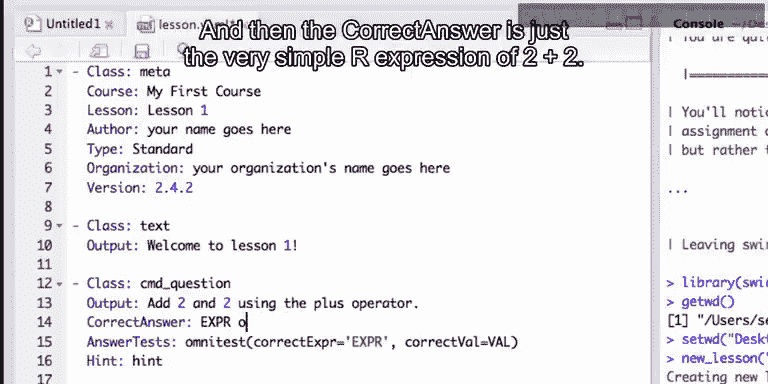 Untitled1
lesson.y
Console
And then the CorrectAnswer is just
the very simple R expression of 2 + 2.
1 - Class: meta
2 Course: My First Course
3 Lesson: Lesson 1
4 Author: your name goes here
5 Type: Standard
6 Organization: your organization's name goes here
7 Version: 2.4.2
8
9 - Class: text
10 Output: Welcome to lesson 1!
11
12 - Class: cmd_question
13 Output: Add 2 and 2 using the plus operator.
14 CorrectAnswer: EXPR o
15 AnswerTests: omnitest(correctExpr='EXPR', correctVal=VAL)
16 Hint: hint
17
| You are qui
|====================
| You'll notic
| assignment o
| but rather t
...
| Leaving swir
> library(swir
> getwd()
[1] "/Users/se
> setwd("Deskt
> new_lesson("
Creating new l